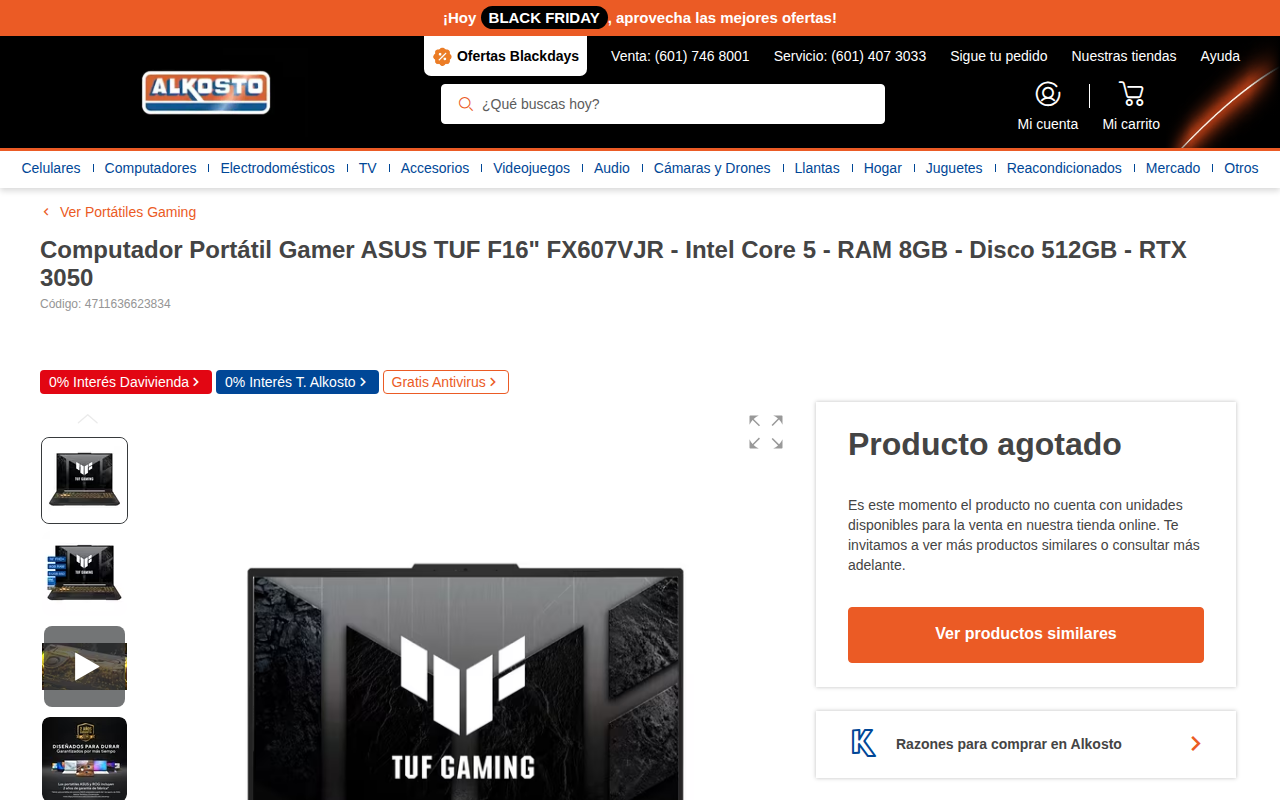 ¡Hoy BLACK FRIDAY, aprovecha las mejores ofertas!
Ofertas Blackdays Venta: (601) 746 8001 Servicio: (601) 407 3033 Sigue tu pedido Nuestras tiendas Ayuda
ALKOSTO
¿Qué buscas hoy?
Mi cuenta Mi carrito
Celulares Computadores Electrodomésticos TV Accesorios Videojuegos Audio Cámaras y Drones Llantas Hogar Juguetes Reacondicionados Mercado Otros
Ver Portátiles Gaming
Computador Portátil Gamer ASUS TUF F16" FX607VJR - Intel Core 5 - RAM 8GB - Disco 512GB - RTX
3050
Código: 4711636623834
0% Interés Davivienda 0% Interés T. Alkosto Gratis Antivirus
Producto agotado
Es este momento el producto no cuenta con unidades
disponibles para la venta en nuestra tienda online. Te
invitamos a ver más productos similares o consultar más
adelante.
Ver productos similares
Razones para comprar en Alkosto
TUF GAMING
TUF GAMING
DISEÑADOS PARA DURAR
Garantizados por más tiempo